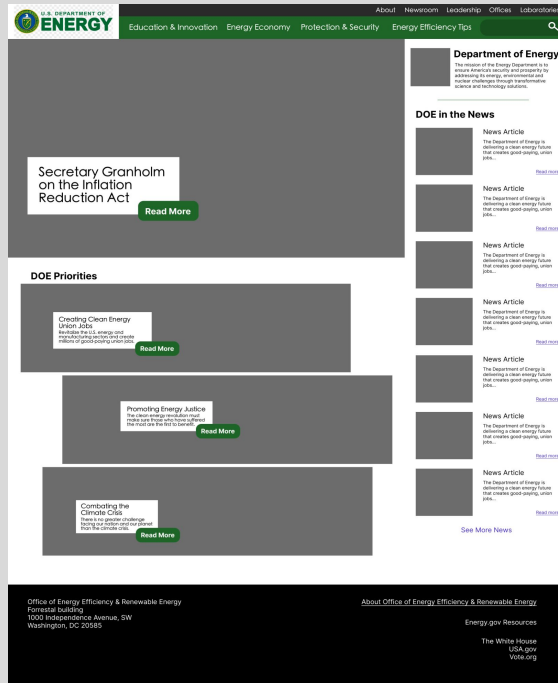 U.S. DEPARTMENT OF
ENERGY
About Newsroom Leadership Offices Laboratories
Education & Innovation Energy Economy Protection & Security Energy Efficiency Tips
Secretary Granholm
on the Inflation
Reduction Act
Read More
DOE Priorities
Creating Clean Energy
Union Jobs
Revitalise the U.S. energy and
manufacturing sectors and create
millions of good-paying union jobs.
Read More
Promoting Energy Justice
The clean energy revolution must
make sure those who have suffered
the most are the first to benefit.
Read More
Combating the
Climate Crisis
There is no greater challenge
facing our nation and our planet
than the climate crisis.
Read More
Department of Energy
The mission of the Energy Department is to
ensure America's security and prosperity by
addressing its energy, environmental and
nuclear challenges through transformative
science and technology solutions.
DOE in the News
News Article
The Department of Energy is
delivering a clean energy future
that creates good-paying, union
jobs...
Read more
News Article
The Department of Energy is
delivering a clean energy future
that creates good-paying, union
jobs...
Read more
News Article
The Department of Energy is
delivering a clean energy future
that creates good-paying, union
jobs...
Read more
News Article
The Department of Energy is
delivering a clean energy future
that creates good-paying, union
jobs...
Read more
News Article
The Department of Energy is
delivering a clean energy future
that creates good-paying, union
jobs...
Read more
News Article
The Department of Energy is
delivering a clean energy future
that creates good-paying, union
jobs...
Read more
News Article
The Department of Energy is
delivering a clean energy future
that creates good-paying, union
jobs...
Read more
See More News
Office of Energy Efficiency & Renewable Energy
Forrestal building
1000 Independence Avenue, SW
Washington, DC 20585
About Office of Energy Efficiency & Renewable Energy
Energy.gov Resources
The White House
USA.gov
Vote.org